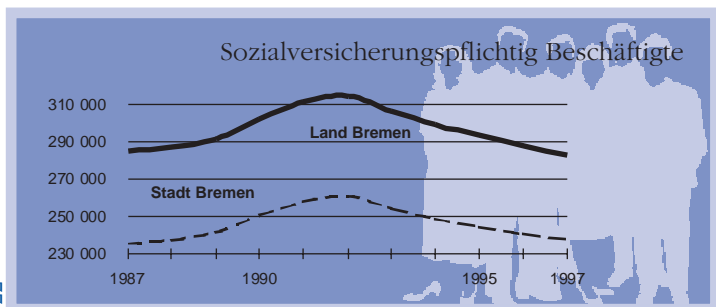 Sozialversicherungspflichtig Beschäftigte
310 000
Land Bremen
290 000
270 000
Stadt Bremen
250 000
230 000
1987 1990 1995 1997